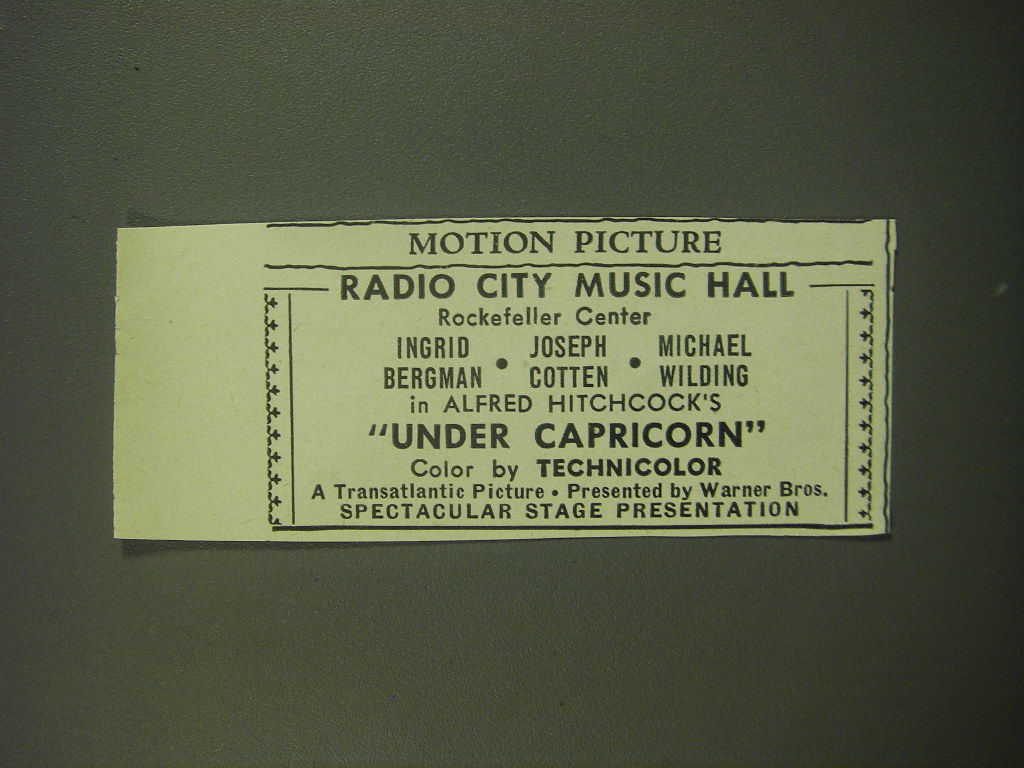 MOTION PICTURE
RADIO CITY MUSIC HALL
Rockefeller Center
INGRID BERGMAN • JOSEPH COTTEN • MICHAEL WILDING
in ALFRED HITCHCOCK'S
"UNDER CAPRICORN"
Color by TECHNICOLOR
A Transatlantic Picture • Presented by Warner Bros.
SPECTACULAR STAGE PRESENTATION